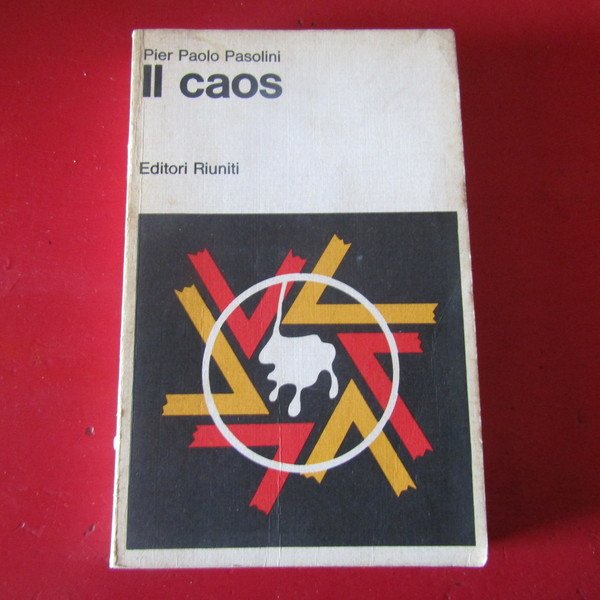 Pier Paolo Pasolini
Il caos
Editori Riuniti